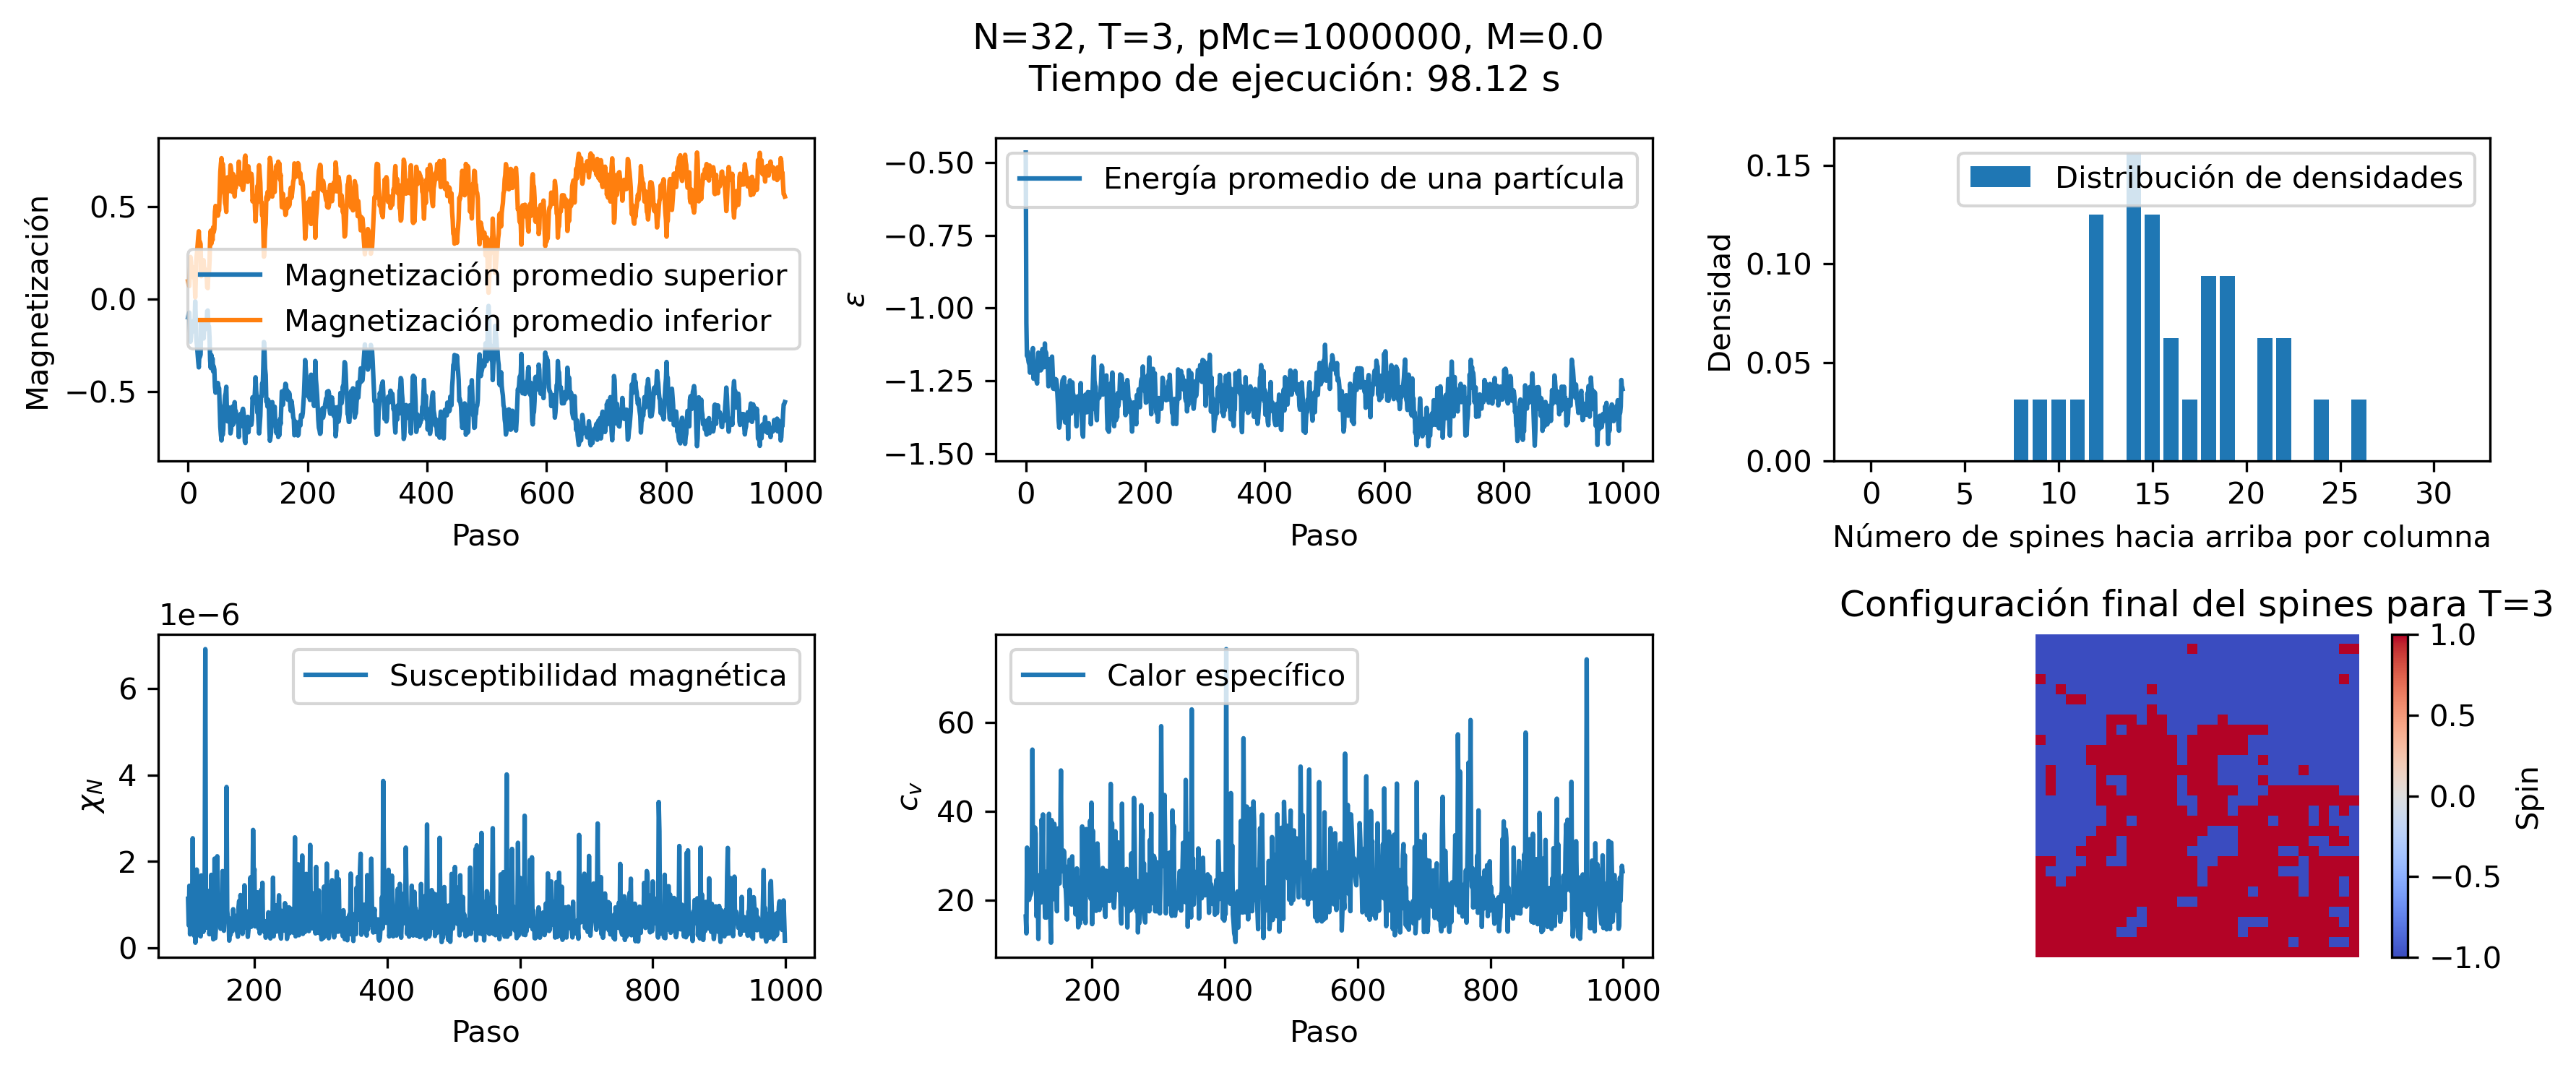 N=32, T=3, pMc=1000000, M=0.0
Tiempo de ejecución: 98.12 s
Magnetización
0.5
0.0
−0.5
Magnetización promedio superior
Magnetización promedio inferior
0 200 400 600 800 1000
Paso
ε
−0.50
−0.75
−1.00
−1.25
−1.50
Energía promedio de una partícula
0 200 400 600 800 1000
Paso
Densidad
0.15
0.10
0.05
0.00
Distribución de densidades
0 5 10 15 20 25 30
Número de spines hacia arriba por columna
1e−6
χN
6
4
2
0
Susceptibilidad magnética
200 400 600 800 1000
Paso
cv
60
40
20
Calor específico
200 400 600 800 1000
Paso
Configuración final del spines para T=3
1.0
0.5
0.0
−0.5
−1.0
Spin